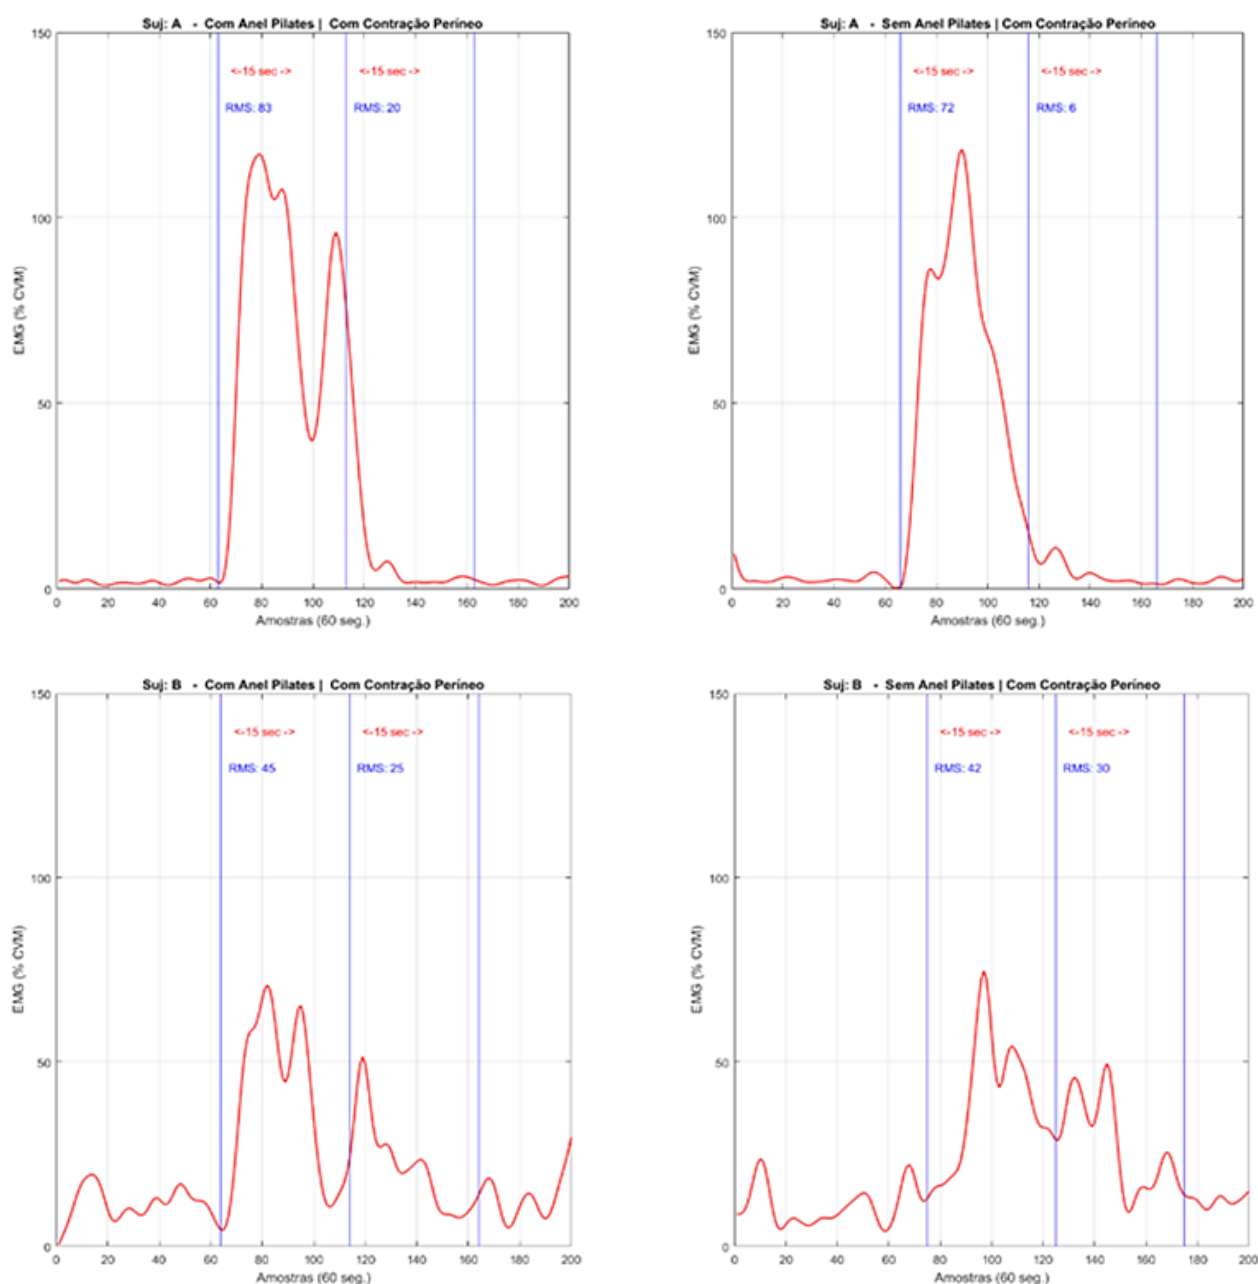 Suj: A - Com Anel Pilates | Com Contração Períneo
150
<-15 sec -> <-15 sec ->
RMS: 83 RMS: 20
100
EMG (% CVM)
50
0
0 20 40 60 80 100 120 140 160 180 200
Amostras (60 seg.)
Suj: A - Sem Anel Pilates | Com Contração Períneo
150
<-15 sec -> <-15 sec ->
RMS: 72 RMS: 6
100
EMG (% CVM)
50
0
0 20 40 60 80 100 120 140 160 180 200
Amostras (60 seg.)
Suj: B - Com Anel Pilates | Com Contração Períneo
150
<-15 sec -> <-15 sec ->
RMS: 45 RMS: 25
100
EMG (% CVM)
50
0
0 20 40 60 80 100 120 140 160 180 200
Amostras (60 seg.)
Suj: B - Sem Anel Pilates | Com Contração Períneo
150
<-15 sec -> <-15 sec ->
RMS: 42 RMS: 30
100
EMG (% CVM)
50
0
0 20 40 60 80 100 120 140 160 180 200
Amostras (60 seg.)